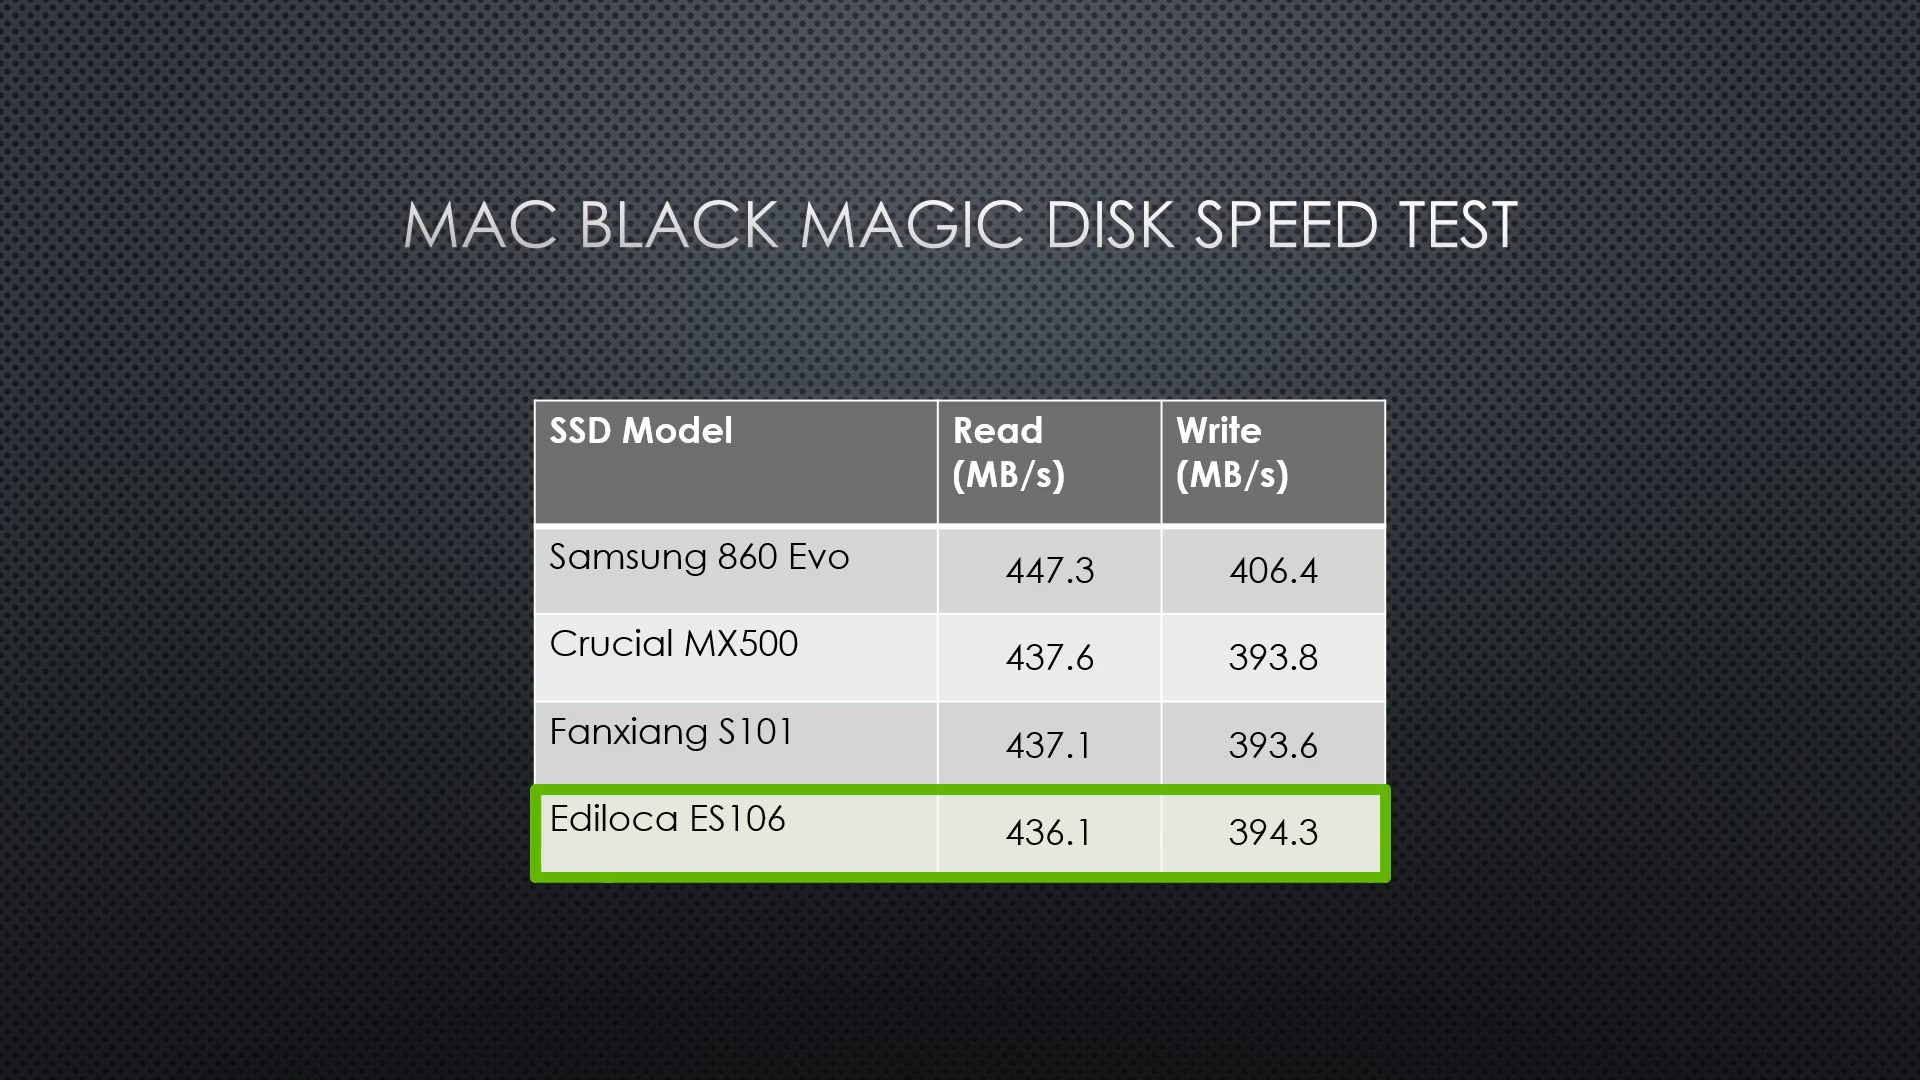 MAC BLACK MAGIC DISK SPEED TEST
SSD Model Read Write
(MB/s) (MB/s)
Samsung 860 Evo 447.3 406.4
Crucial MX500 437.6 393.8
Fanxiang S101 437.1 393.6
Ediloca ES106 436.1 394.3